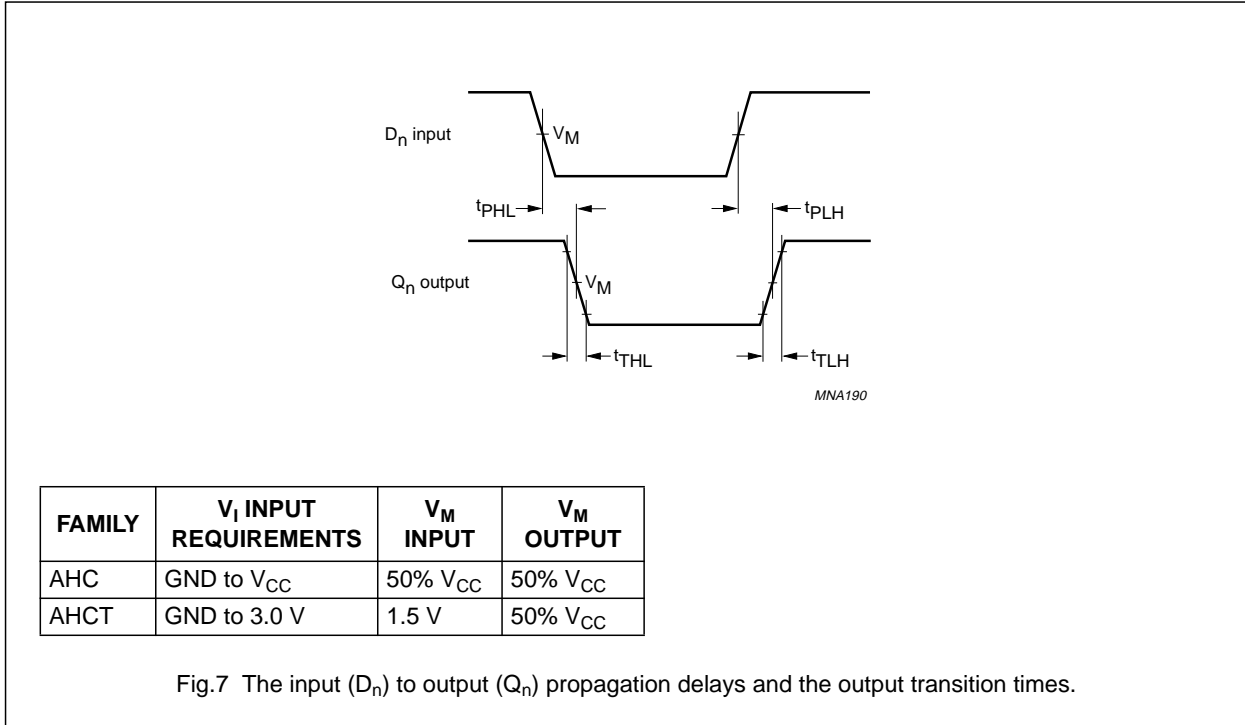 Dn input
VM
tPHL
tPLH
Qn output
VM
tTHL
tTLH
MNA190
FAMILY
VI INPUT REQUIREMENTS
VM INPUT
VM OUTPUT
AHC
GND to VCC
50% VCC
50% VCC
AHCT
GND to 3.0 V
1.5 V
50% VCC
Fig.7 The input (Dn) to output (Qn) propagation delays and the output transition times.